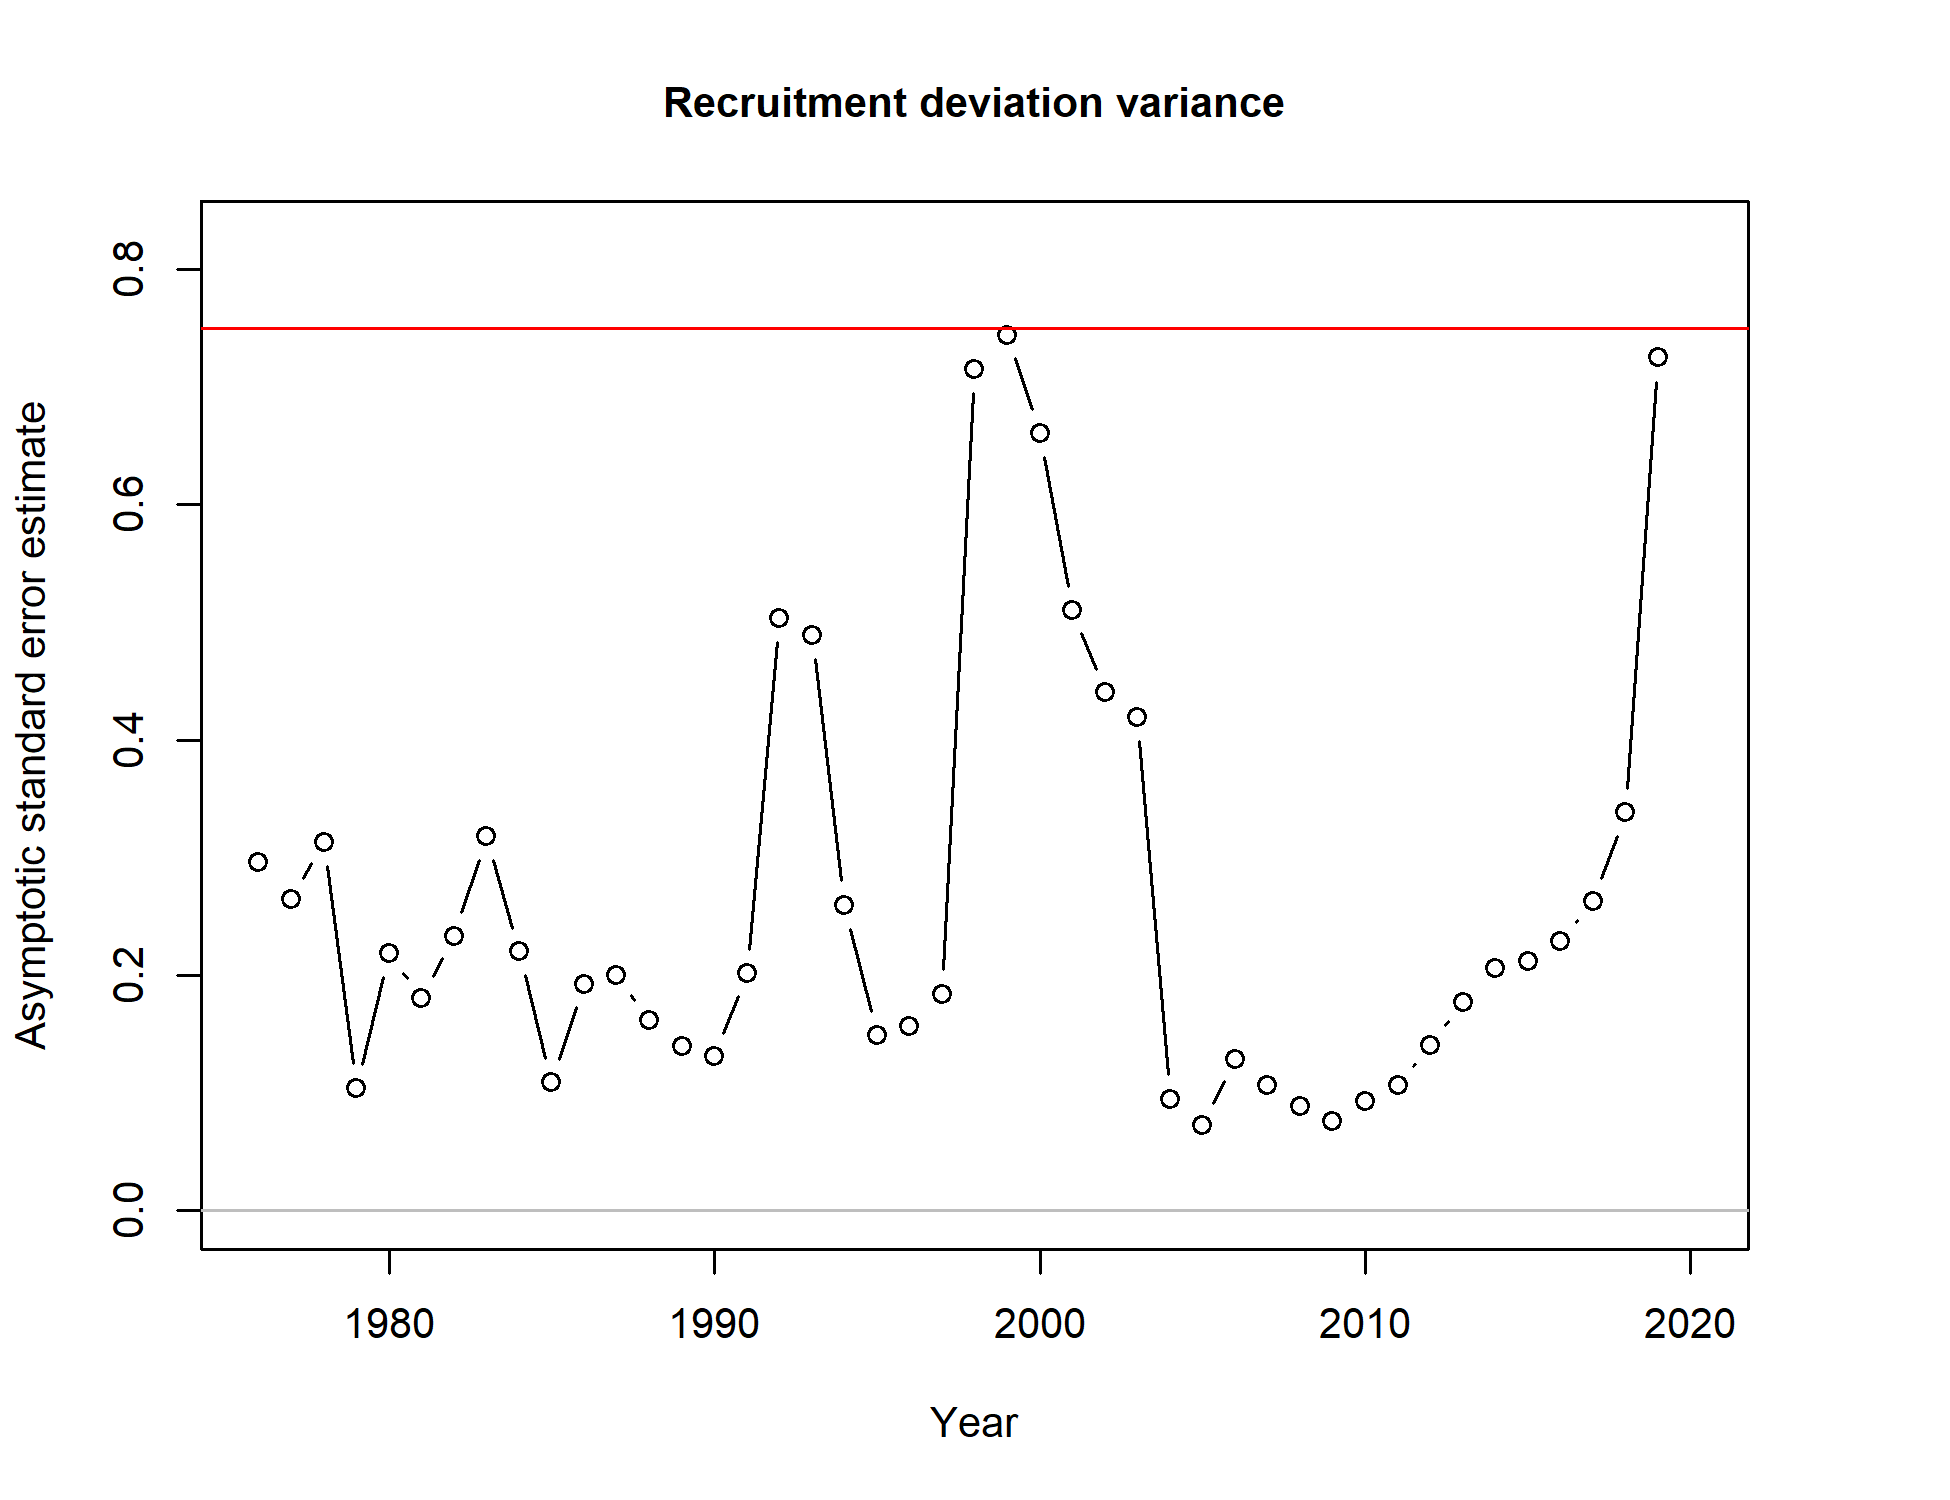 Recruitment deviation variance
Asymptotic standard error estimate
0.8
0.6
0.4
0.2
0.0
1980 1990 2000 2010 2020
Year